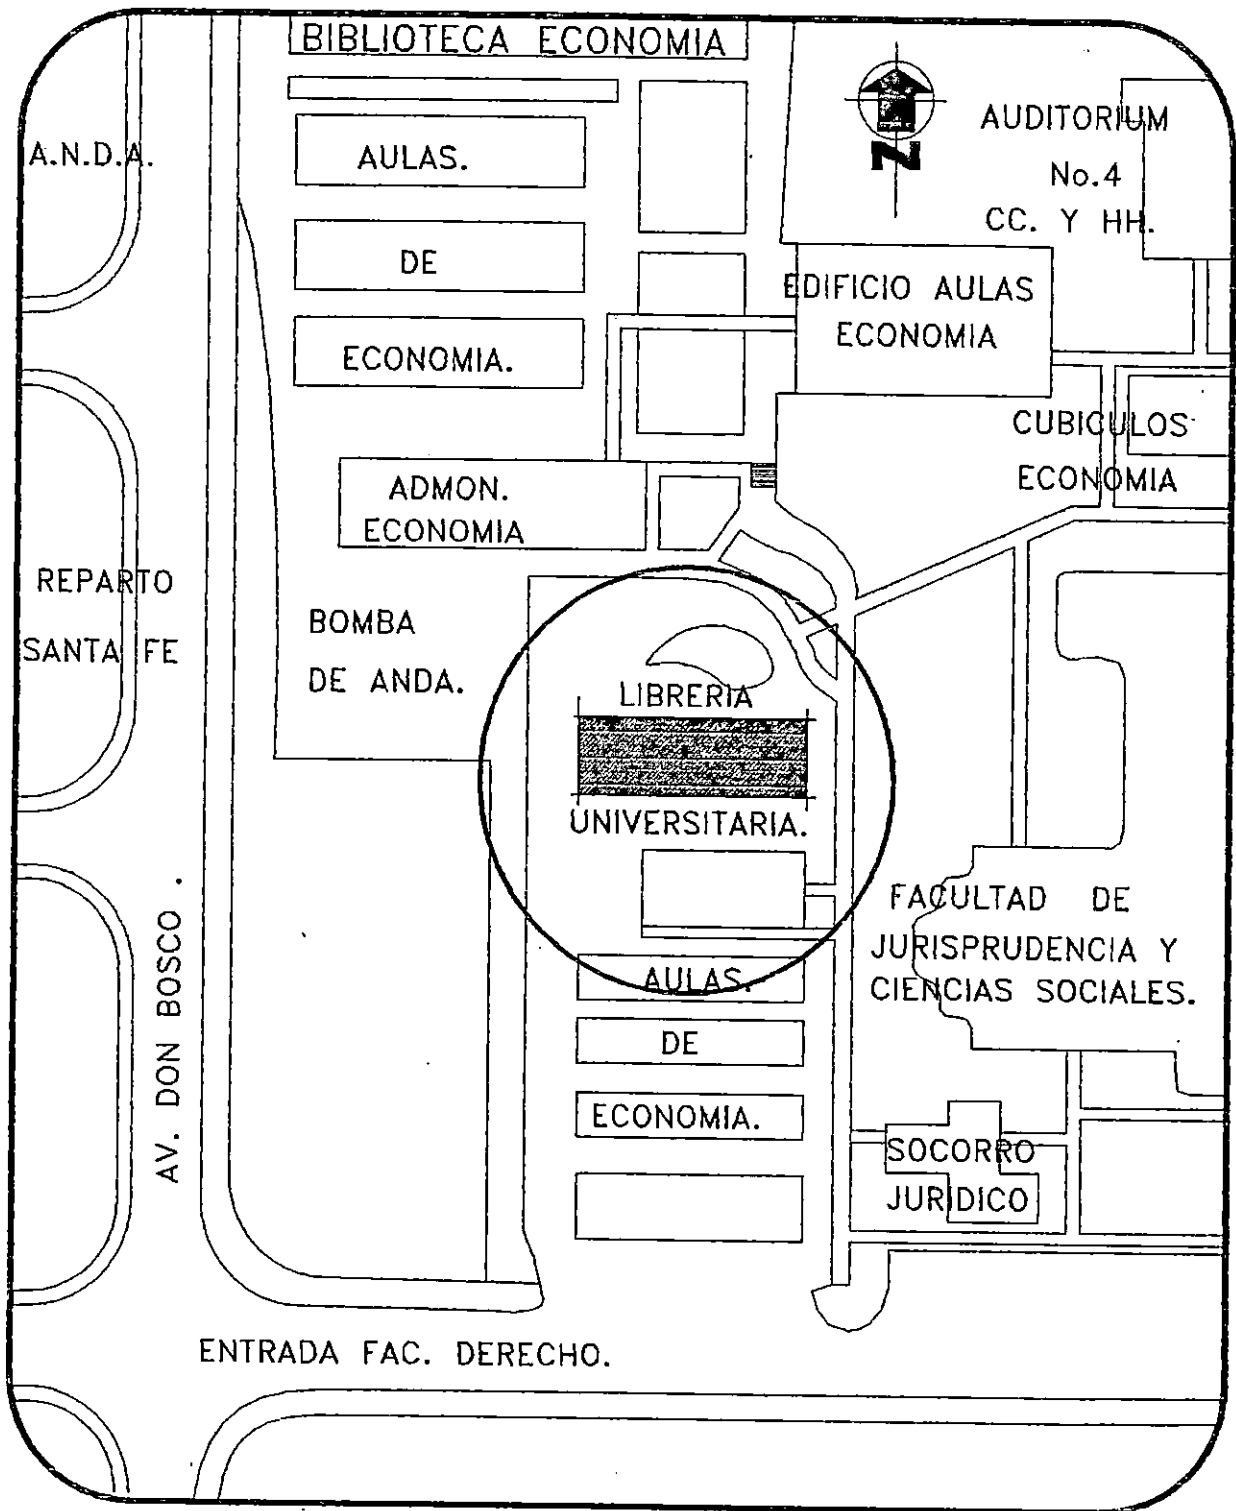 BIBLIOTECA ECONOMIA
A.N.D.A.
AULAS.
DE
ECONOMIA.
N
AUDITORIUM
No.4
CC. Y HH.
EDIFICIO AULAS
ECONOMIA
CUBICULOS
ECONOMIA
ADMON.
ECONOMIA
REPARTO
SANTA FE
BOMBA
DE ANDA.
LIBRERIA
UNIVERSITARIA.
AV. DON BOSCO .
FACULTAD DE
JURISPRUDENCIA Y
CIENCIAS SOCIALES.
AULAS.
DE
ECONOMIA.
SOCORRO
JURIDICO
ENTRADA FAC. DERECHO.